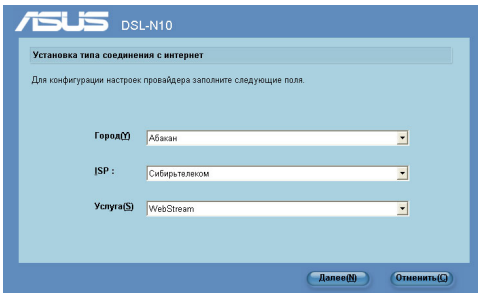 ASUS DSL-N10
Установка типа соединения с интернет
Для конфигурации настроек провайдера заполните следующие поля.
Город(Y) Абакан
ISP : Сибирьтелеком
Услуга(S) WebStream
Далее(N) Отменить(C)